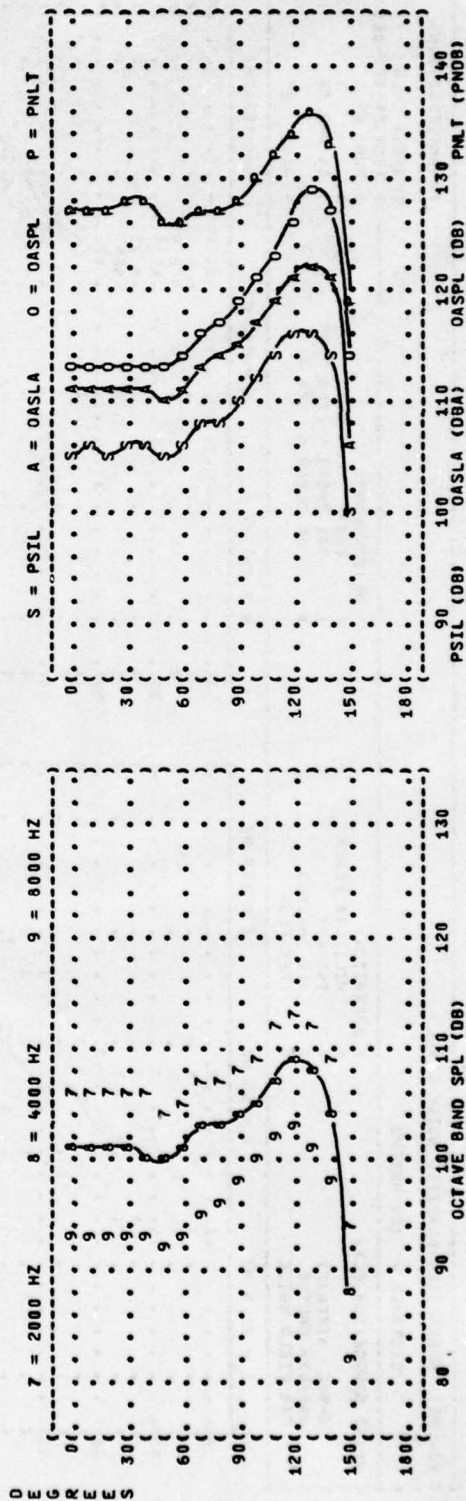 D
E
G
R
E
E
S
7 = 2000 HZ 8 = 4000 HZ 9 = 8000 HZ
0
30
60
90
120
150
180
80 90 100 110 120 130
OCTAVE BAND SPL (DB)
S = PSIL A = OASLA O = OASPL P = PNLT
0
30
60
90
120
150
180
90 100 110 120 130 140
PSIL (DB) OASLA (DBA) OASPL (DB) PNLT (PNDB)